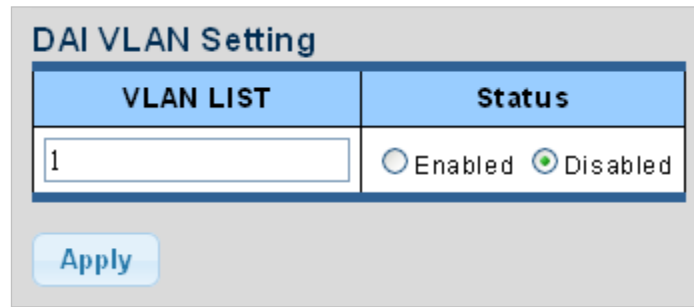 DAI VLAN Setting
VLAN LIST Status
1 Enabled Disabled
Apply